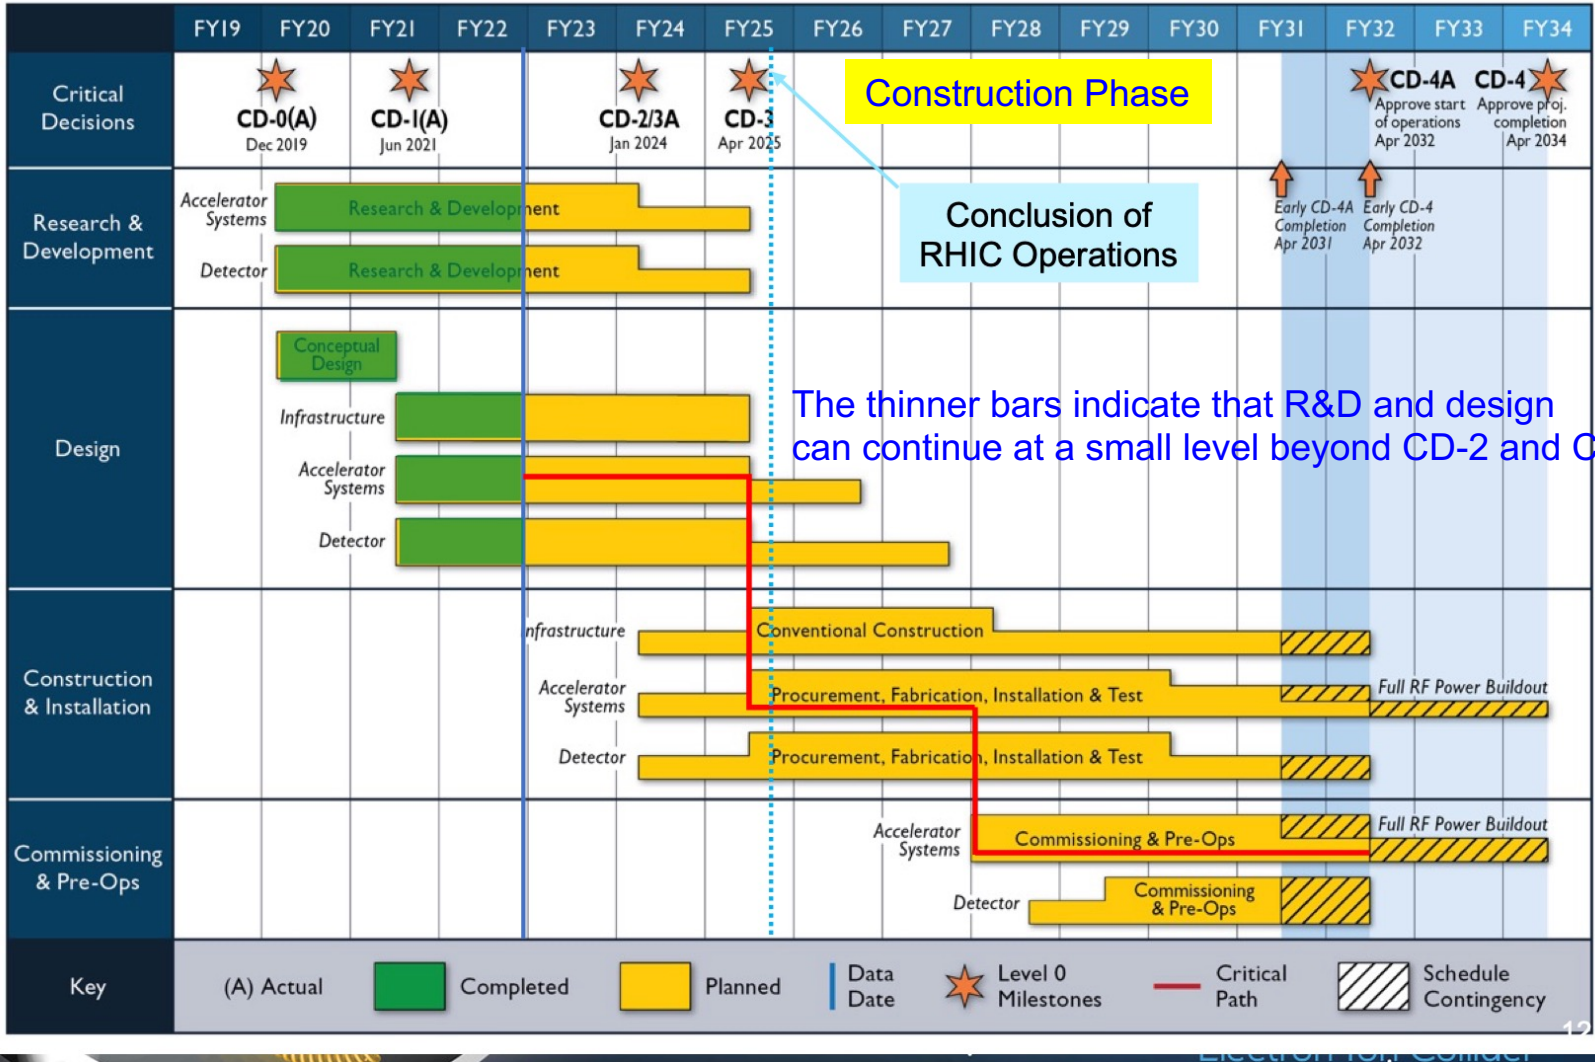 FY19 FY20 FY21 FY22 FY23 FY24 FY25 FY26 FY27 FY28 FY29 FY30 FY31 FY32 FY33 FY34
Critical
Decisions
CD-0(A)
Dec 2019
CD-1(A)
Jun 2021
CD-2/3A
Jan 2024
CD-3
Apr 2025
Construction Phase
CD-4A
Approve start
of operations
Apr 2032
CD-4
Approve proj.
completion
Apr 2034
Conclusion of
RHIC Operations
Early CD-4A
Completion
Apr 2031
Early CD-4
Completion
Apr 2032
Research &
Development
Accelerator
Systems
Research & Development
Detector
Research & Development
Design
Conceptual
Design
Infrastructure
Accelerator
Systems
Detector
The thinner bars indicate that R&D and design
can continue at a small level beyond CD-2 and C
Construction
& Installation
nfrastructure
Conventional Construction
Accelerator
Systems
Procurement, Fabrication, Installation & Test
Full RF Power Buildout
Detector
Procurement, Fabrication, Installation & Test
Commissioning
& Pre-Ops
Accelerator
Systems
Commissioning & Pre-Ops
Full RF Power Buildout
Detector
Commissioning
& Pre-Ops
Key
(A) Actual
Completed
Planned
Data
Date
Level 0
Milestones
Critical
Path
Schedule
Contingency
12
Electron Ion Collider